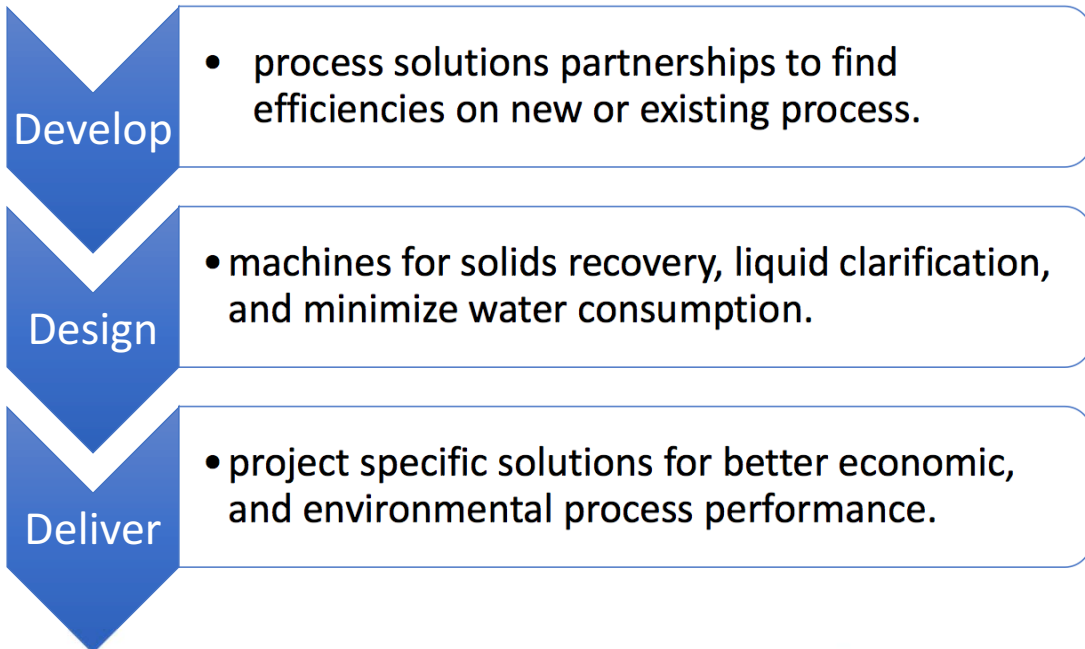 Develop
• process solutions partnerships to find
efficiencies on new or existing process.
Design
• machines for solids recovery, liquid clarification,
and minimize water consumption.
Deliver
• project specific solutions for better economic,
and environmental process performance.